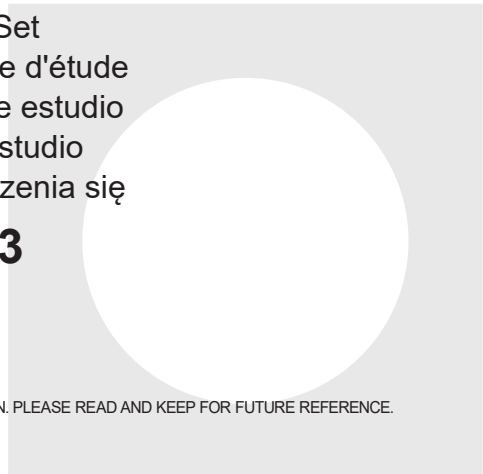 Set
e d'étude
e estudio
studio
zenia się
3
N. PLEASE READ AND KEEP FOR FUTURE REFERENCE.